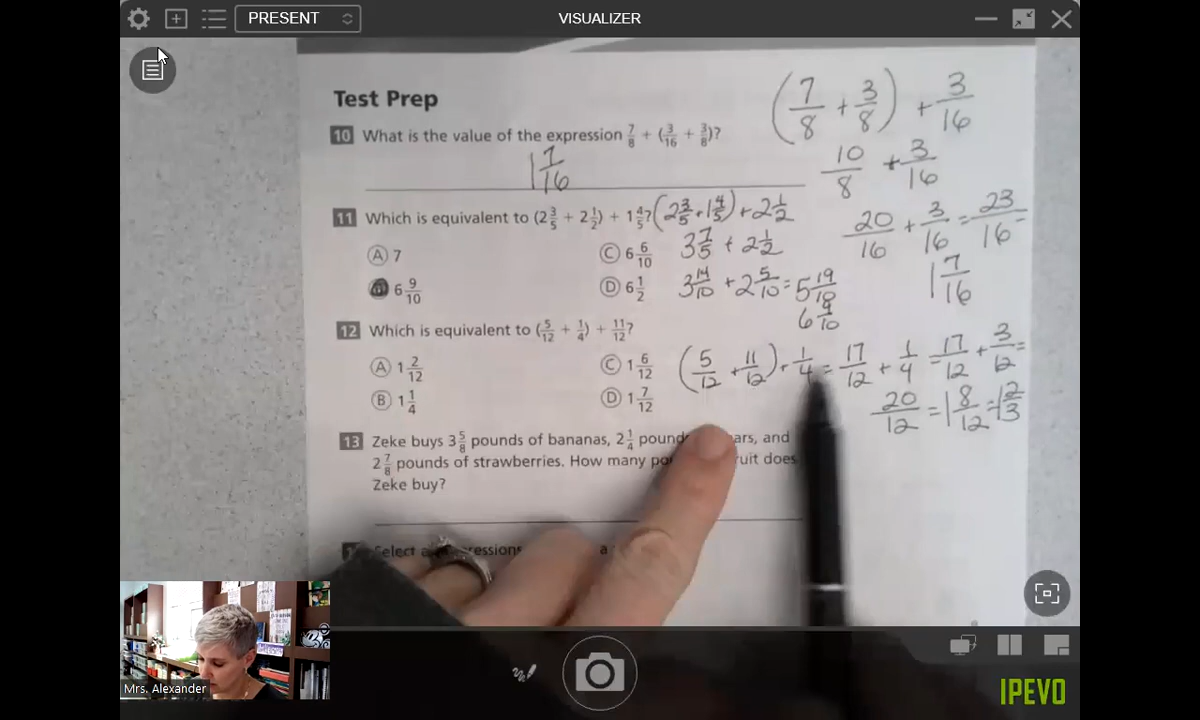 PRESENT
VISUALIZER
Test Prep
10 What is the value of the expression 7/8 + (3/16 + 3/8)?
1 7/16
(7/8 + 3/8) + 3/16
10/8 + 3/16
20/16 + 3/16 = 23/16 =
1 7/16
11 Which is equivalent to (2 3/5 + 2 1/2) + 1 4/5?
(2 3/5 + 1 4/5) + 2 1/2
A 7
C 6 6/10
3 7/5 + 2 1/2
6 9/10
D 6 1/2
3 14/10 + 2 5/10 = 5 19/10
6 9/10
12 Which is equivalent to (5/12 + 1/4) + 11/12?
A 1 2/12
C 1 6/12
B 1 1/4
D 1 7/12
(5/12 + 11/12) + 1/4 = 17/12 + 1/4 = 17/12 + 3/12 =
20/12 = 1 8/12 = 1 2/3
13 Zeke buys 3 5/8 pounds of bananas, 2 1/4 and
2 7/8 pounds of strawberries. How many does
Zeke buy?
Select a
Mrs. Alexander
IPEVO